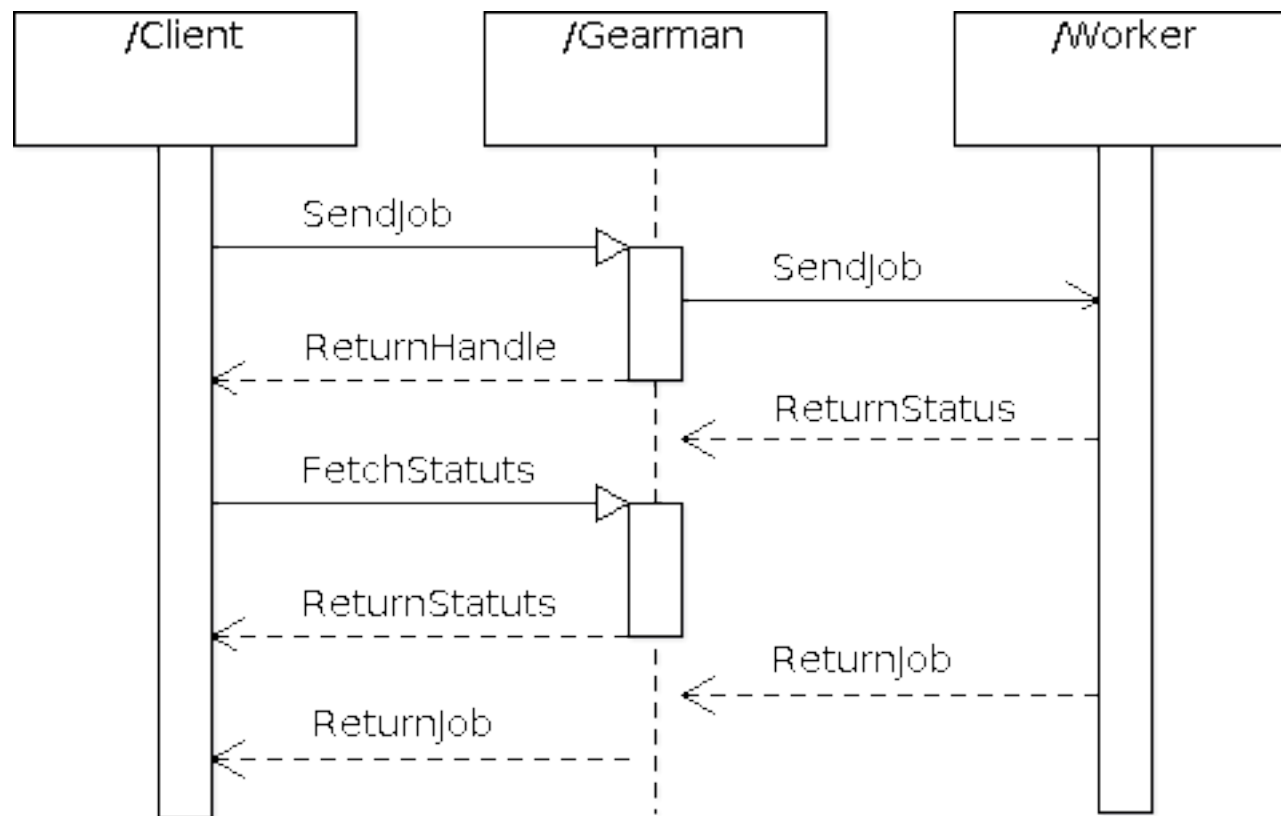 /Client
/Gearman
/Worker
SendJob
SendJob
ReturnHandle
ReturnStatus
FetchStatuts
ReturnStatuts
ReturnJob
ReturnJob